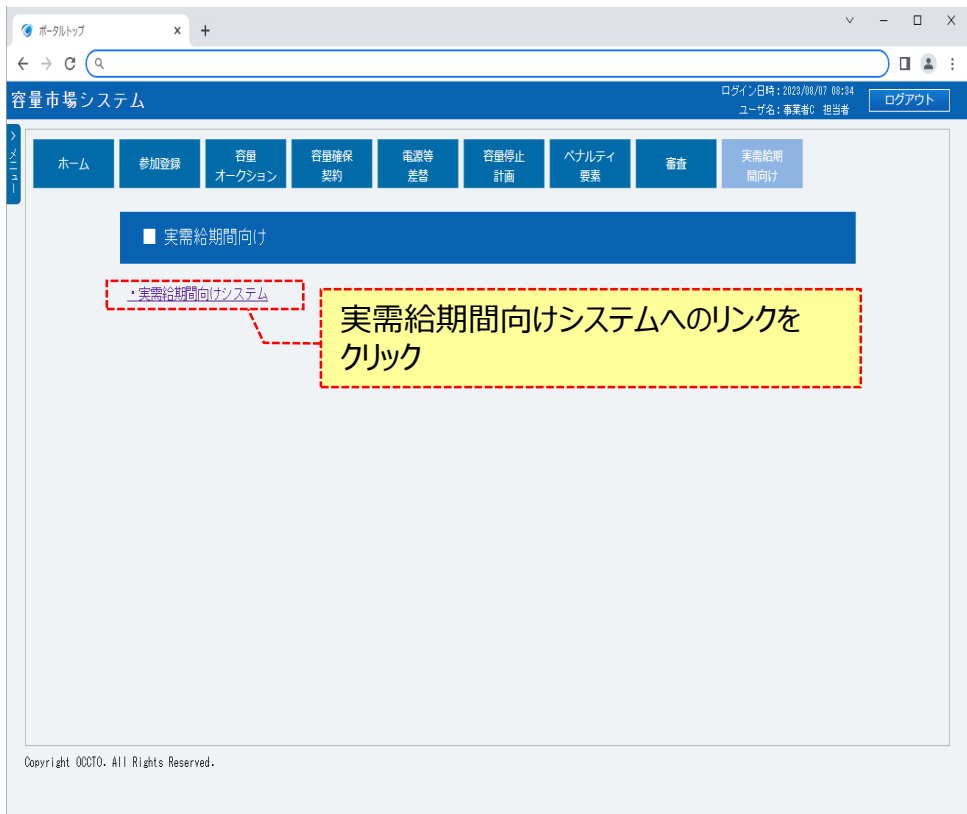 ポータルトップ
容量市場システム
ログイン日時：2023/08/07 08:34
ユーザ名：事業者C 担当者
ログアウト
メニュー
ホーム
参加登録
容量
オークション
容量確保
契約
電源等
差替
容量停止
計画
ペナルティ
要素
審査
実需給期
間向け
■ 実需給期間向け
・実需給期間向けシステム
実需給期間向けシステムへのリンクを
クリック
Copyright OCCTO. All Rights Reserved.